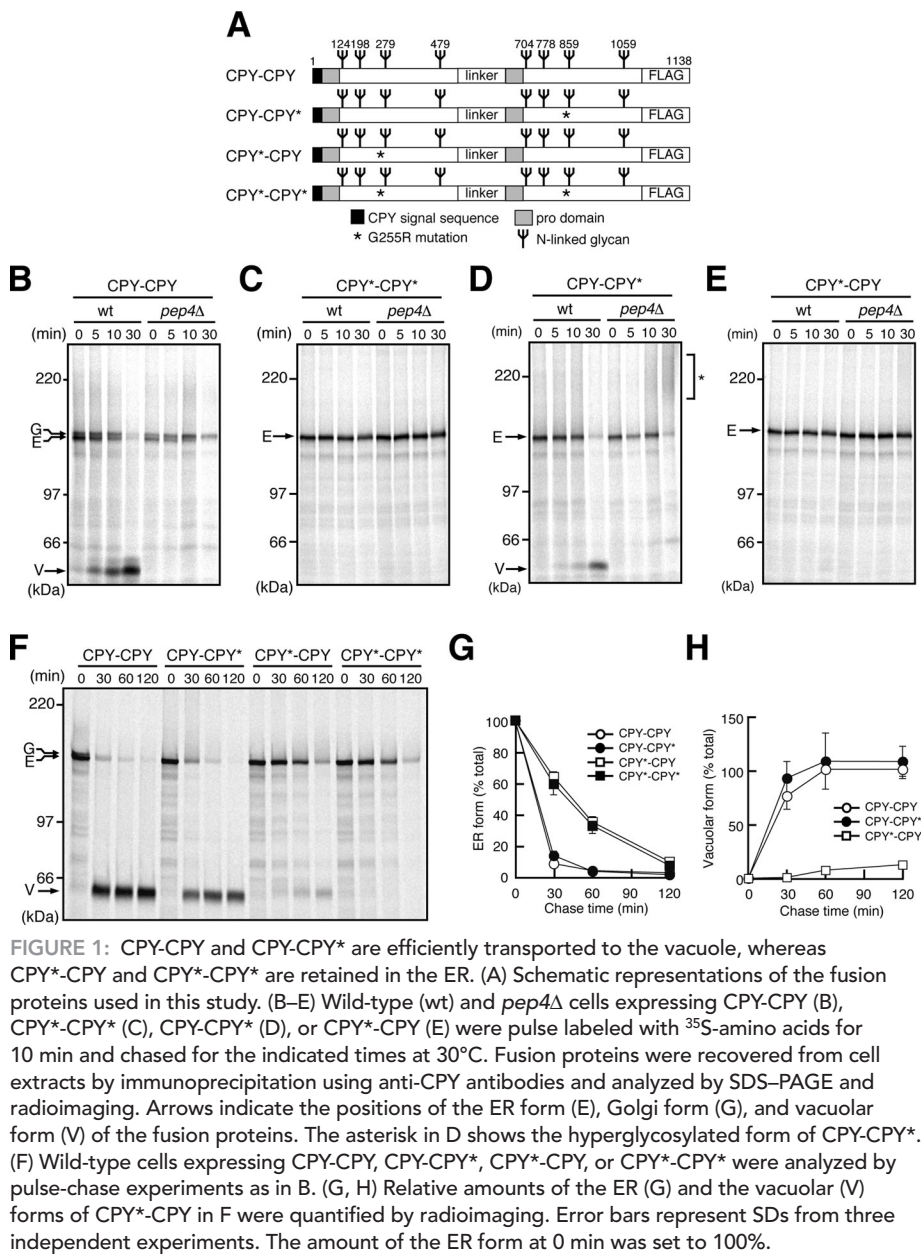 A
124 198 279 479 704 778 859 1059
1 1138
CPY-CPY linker FLAG
CPY-CPY* linker * FLAG
CPY*-CPY * linker FLAG
CPY*-CPY* * linker * FLAG
CPY signal sequence pro domain
* G255R mutation N-linked glycan
B C D E
CPY-CPY CPY*-CPY* CPY-CPY* CPY*-CPY
wt pep4Δ wt pep4Δ wt pep4Δ wt pep4Δ
(min) 0 5 10 30 0 5 10 30 (min) 0 5 10 30 0 5 10 30 (min) 0 5 10 30 0 5 10 30 (min) 0 5 10 30 0 5 10 30
220 220 220 * 220
G
E E E E
97 97 97 97
66 66 66 66
V V
(kDa) (kDa) (kDa) (kDa)
F G H
CPY-CPY CPY-CPY* CPY*-CPY CPY*-CPY*
(min) 0 30 60 120 0 30 60 120 0 30 60 120 0 30 60 120
220
G
E
97
66
V
(kDa)
ER form (% total)
100
80
60
40
20
0
CPY-CPY
CPY-CPY*
CPY*-CPY
CPY*-CPY*
0 30 60 120
Chase time (min)
Vacuolar form (% total)
150
100
50
0
CPY-CPY
CPY-CPY*
CPY*-CPY
0 30 60 120
Chase time (min)
FIGURE 1: CPY-CPY and CPY-CPY* are efficiently transported to the vacuole, whereas
CPY*-CPY and CPY*-CPY* are retained in the ER. (A) Schematic representations of the fusion
proteins used in this study. (B–E) Wild-type (wt) and pep4Δ cells expressing CPY-CPY (B),
CPY*-CPY* (C), CPY-CPY* (D), or CPY*-CPY (E) were pulse labeled with ³⁵S-amino acids for
10 min and chased for the indicated times at 30°C. Fusion proteins were recovered from cell
extracts by immunoprecipitation using anti-CPY antibodies and analyzed by SDS–PAGE and
radioimaging. Arrows indicate the positions of the ER form (E), Golgi form (G), and vacuolar
form (V) of the fusion proteins. The asterisk in D shows the hyperglycosylated form of CPY-CPY*.
(F) Wild-type cells expressing CPY-CPY, CPY-CPY*, CPY*-CPY, or CPY*-CPY* were analyzed by
pulse-chase experiments as in B. (G, H) Relative amounts of the ER (G) and the vacuolar (V)
forms of CPY*-CPY in F were quantified by radioimaging. Error bars represent SDs from three
independent experiments. The amount of the ER form at 0 min was set to 100%.